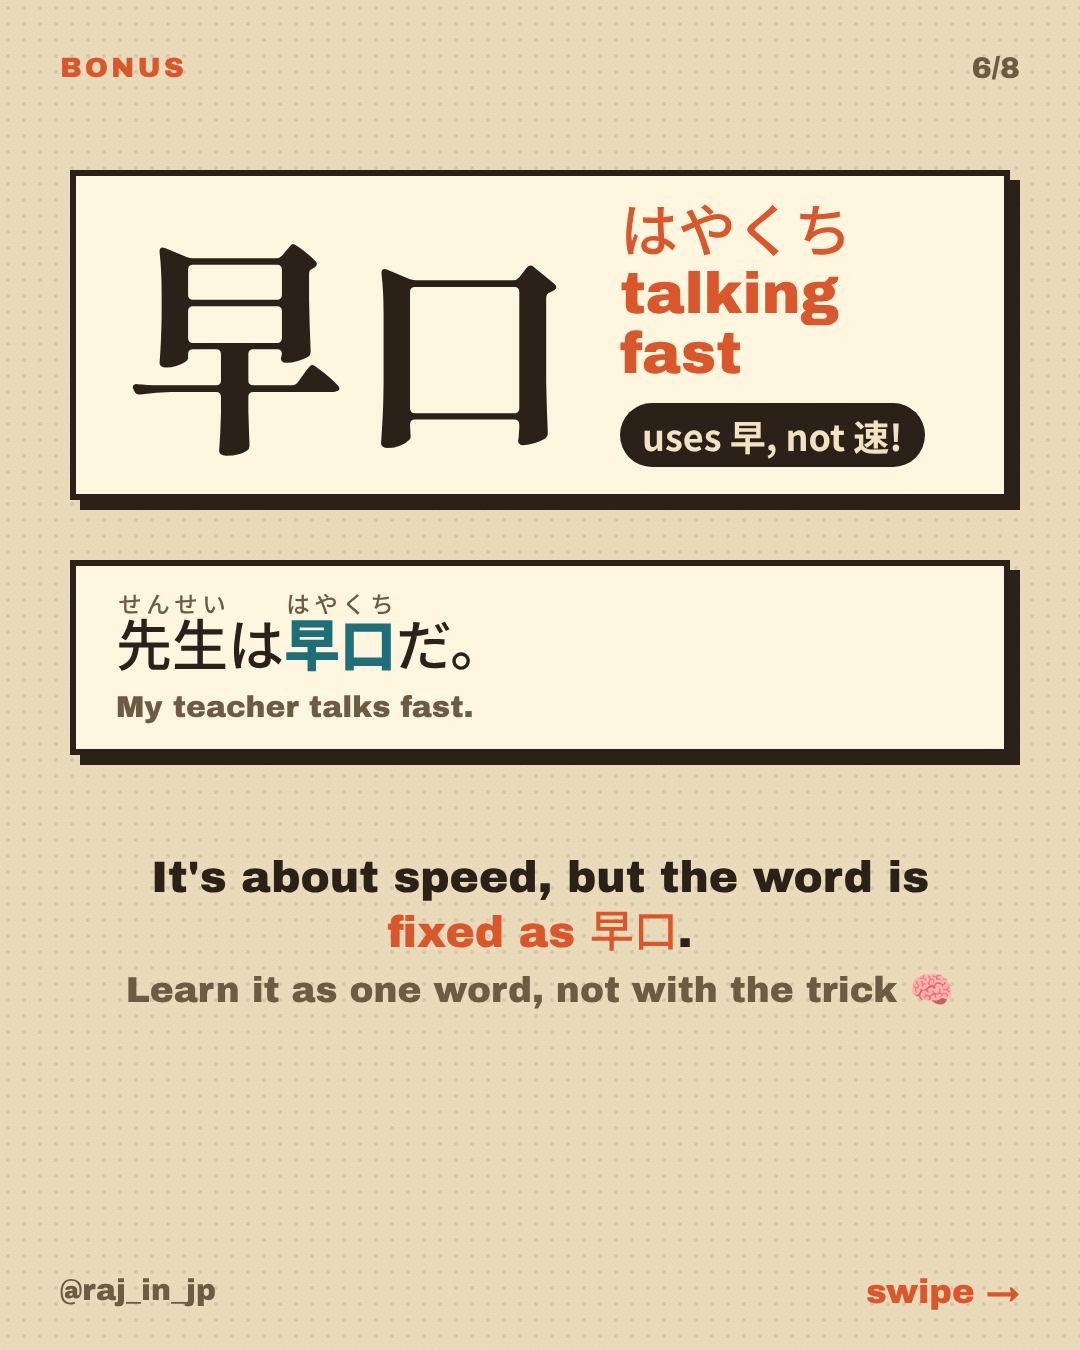 BONUS
6/8
早口
はやくち
talking
fast
uses 早, not 速!
せんせい はやくち
先生は早口だ。
My teacher talks fast.
It's about speed, but the word is
fixed as 早口.
Learn it as one word, not with the trick 🧠
@raj_in_jp
swipe →